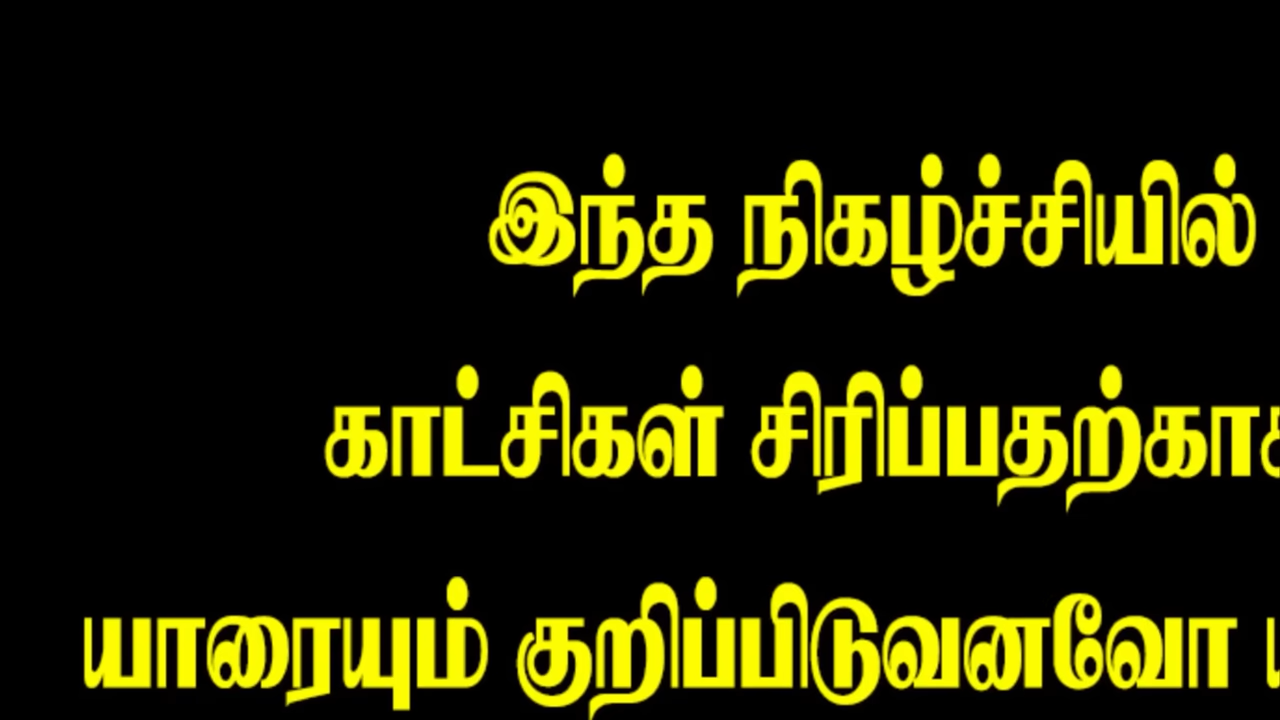 இந்த நிகழ்ச்சியில்
காட்சிகள் சிரிப்பதற்காக
யாரையும் குறிப்பிடுவனவோ